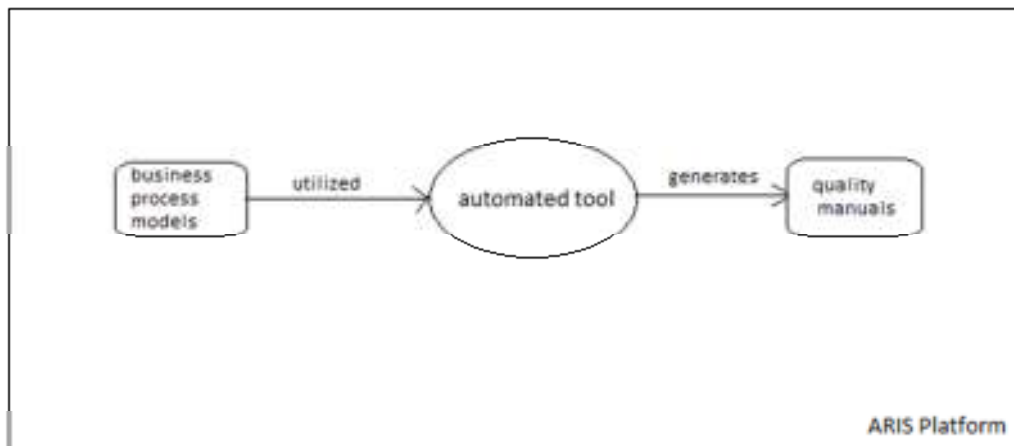 business
process
models
utilized
automated tool
generates
quality
manuals
ARIS Platform